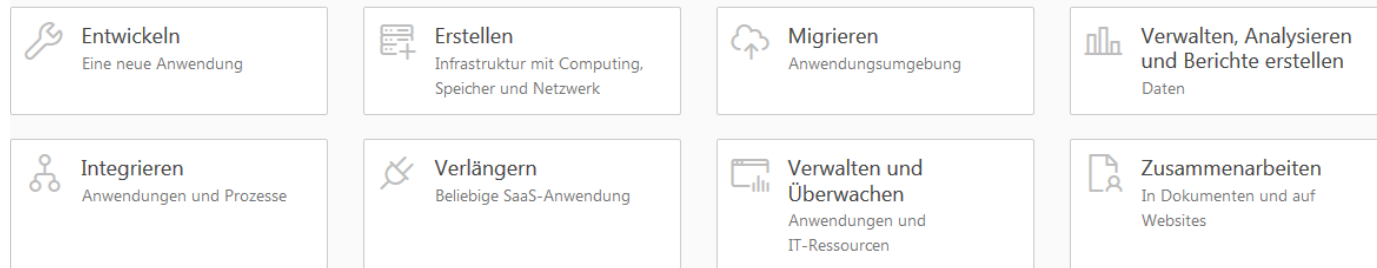 Entwickeln
Eine neue Anwendung
Erstellen
Infrastruktur mit Computing,
Speicher und Netzwerk
Migrieren
Anwendungsumgebung
Verwalten, Analysieren
und Berichte erstellen
Daten
Integrieren
Anwendungen und Prozesse
Verlängern
Beliebige SaaS-Anwendung
Verwalten und
Überwachen
Anwendungen und
IT-Ressourcen
Zusammenarbeiten
In Dokumenten und auf
Websites